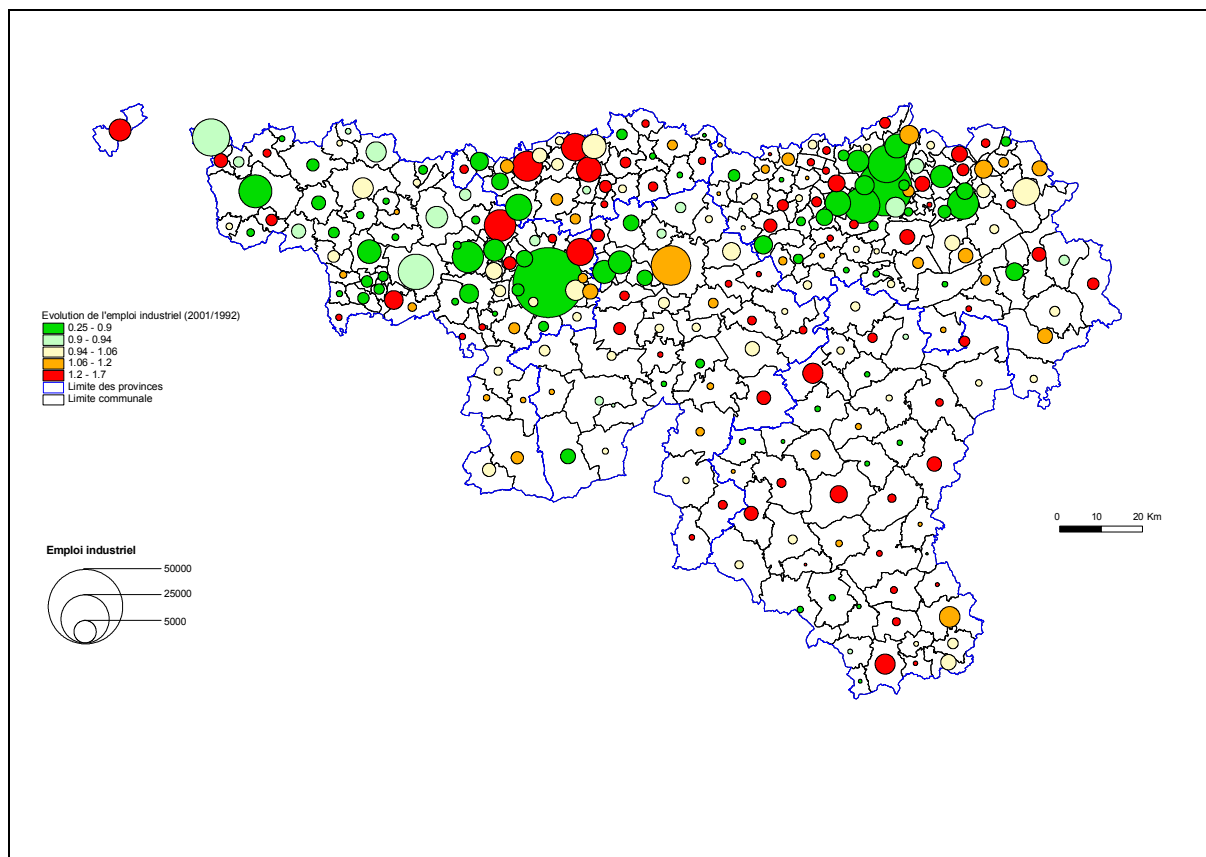 Evolution de l'emploi industriel (2001/1992)
0.25 - 0.9
0.9 - 0.94
0.94 - 1.06
1.06 - 1.2
1.2 - 1.7
Limite des provinces
Limite communale
0 10 20 Km
Emploi industriel
50000
25000
5000